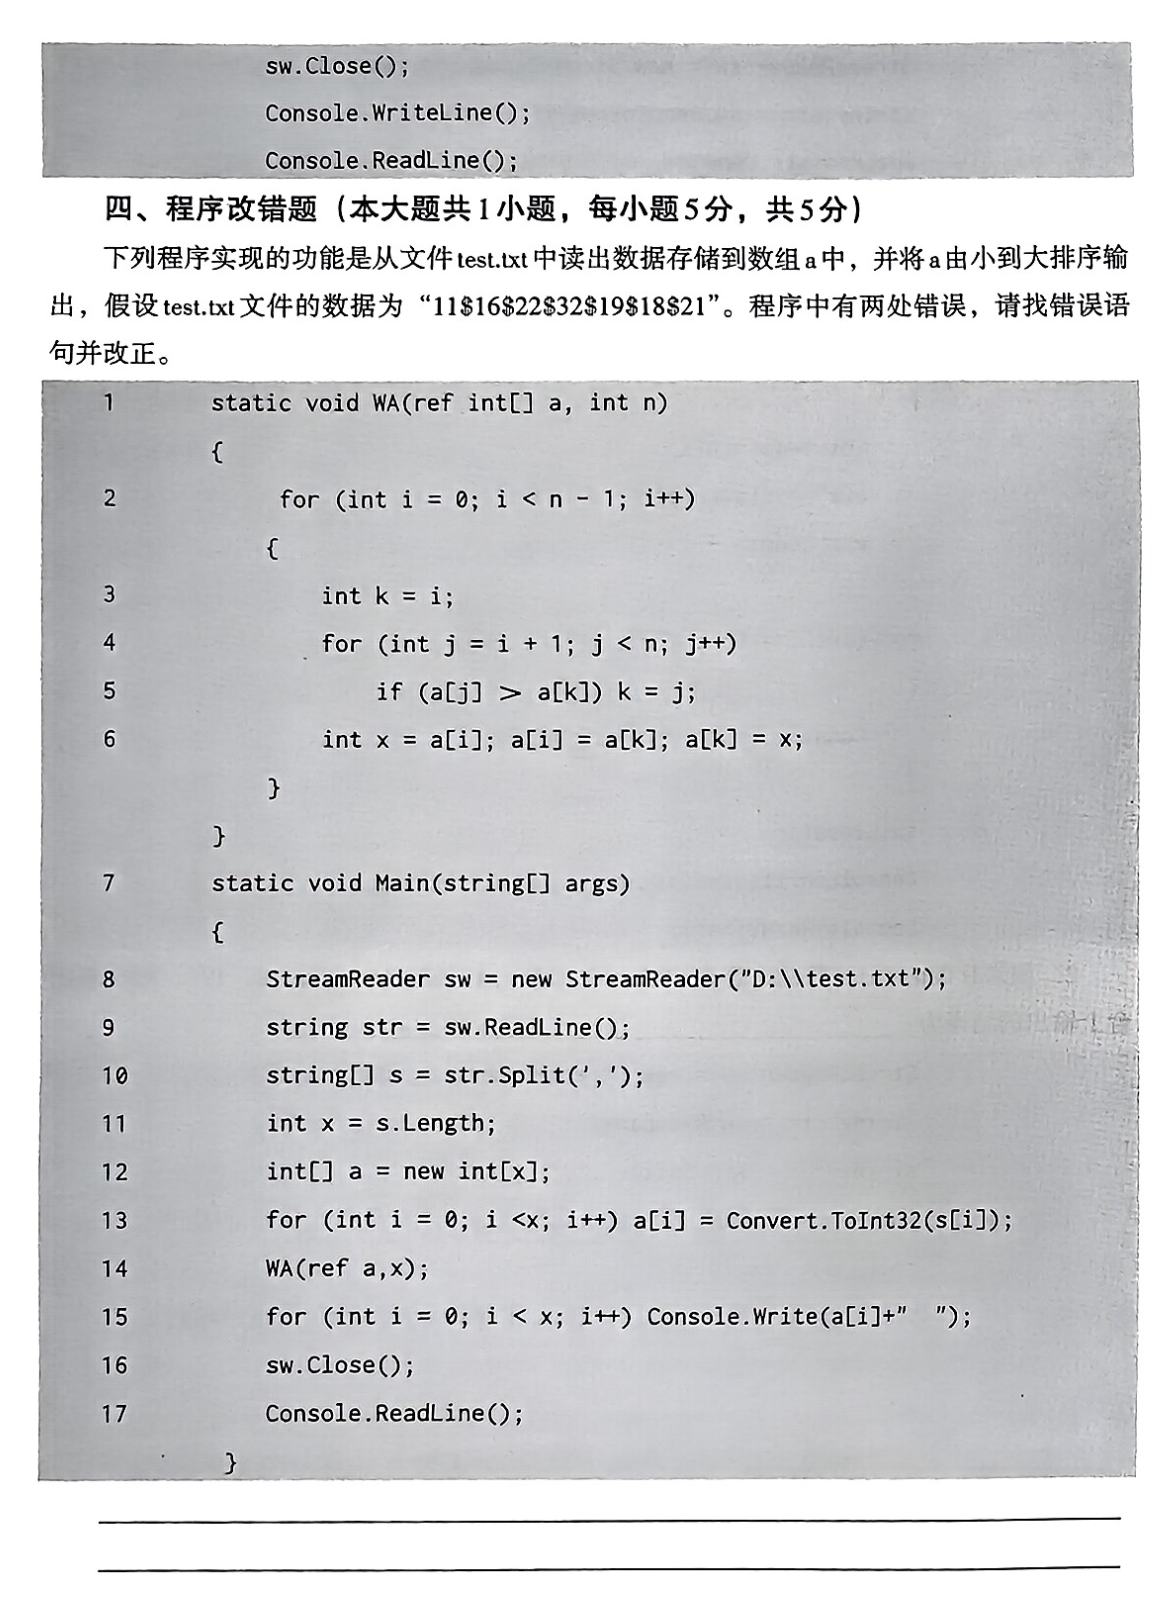 sw.Close();
Console.WriteLine();
Console.ReadLine();
四、程序改错题（本大题共1小题，每小题5分，共5分）
下列程序实现的功能是从文件test.txt中读出数据存储到数组a中，并将a由小到大排序输
出，假设test.txt文件的数据为“11$16$22$32$19$18$21”。程序中有两处错误，请找错误语
句并改正。
1 static void WA(ref int[] a, int n)
{
2 for (int i = 0; i < n - 1; i++)
{
3 int k = i;
4 for (int j = i + 1; j < n; j++)
5 if (a[j] > a[k]) k = j;
6 int x = a[i]; a[i] = a[k]; a[k] = x;
}
}
7 static void Main(string[] args)
{
8 StreamReader sw = new StreamReader("D:\\test.txt");
9 string str = sw.ReadLine();
10 string[] s = str.Split(',');
11 int x = s.Length;
12 int[] a = new int[x];
13 for (int i = 0; i <x; i++) a[i] = Convert.ToInt32(s[i]);
14 WA(ref a,x);
15 for (int i = 0; i < x; i++) Console.Write(a[i]+"  ");
16 sw.Close();
17 Console.ReadLine();
}